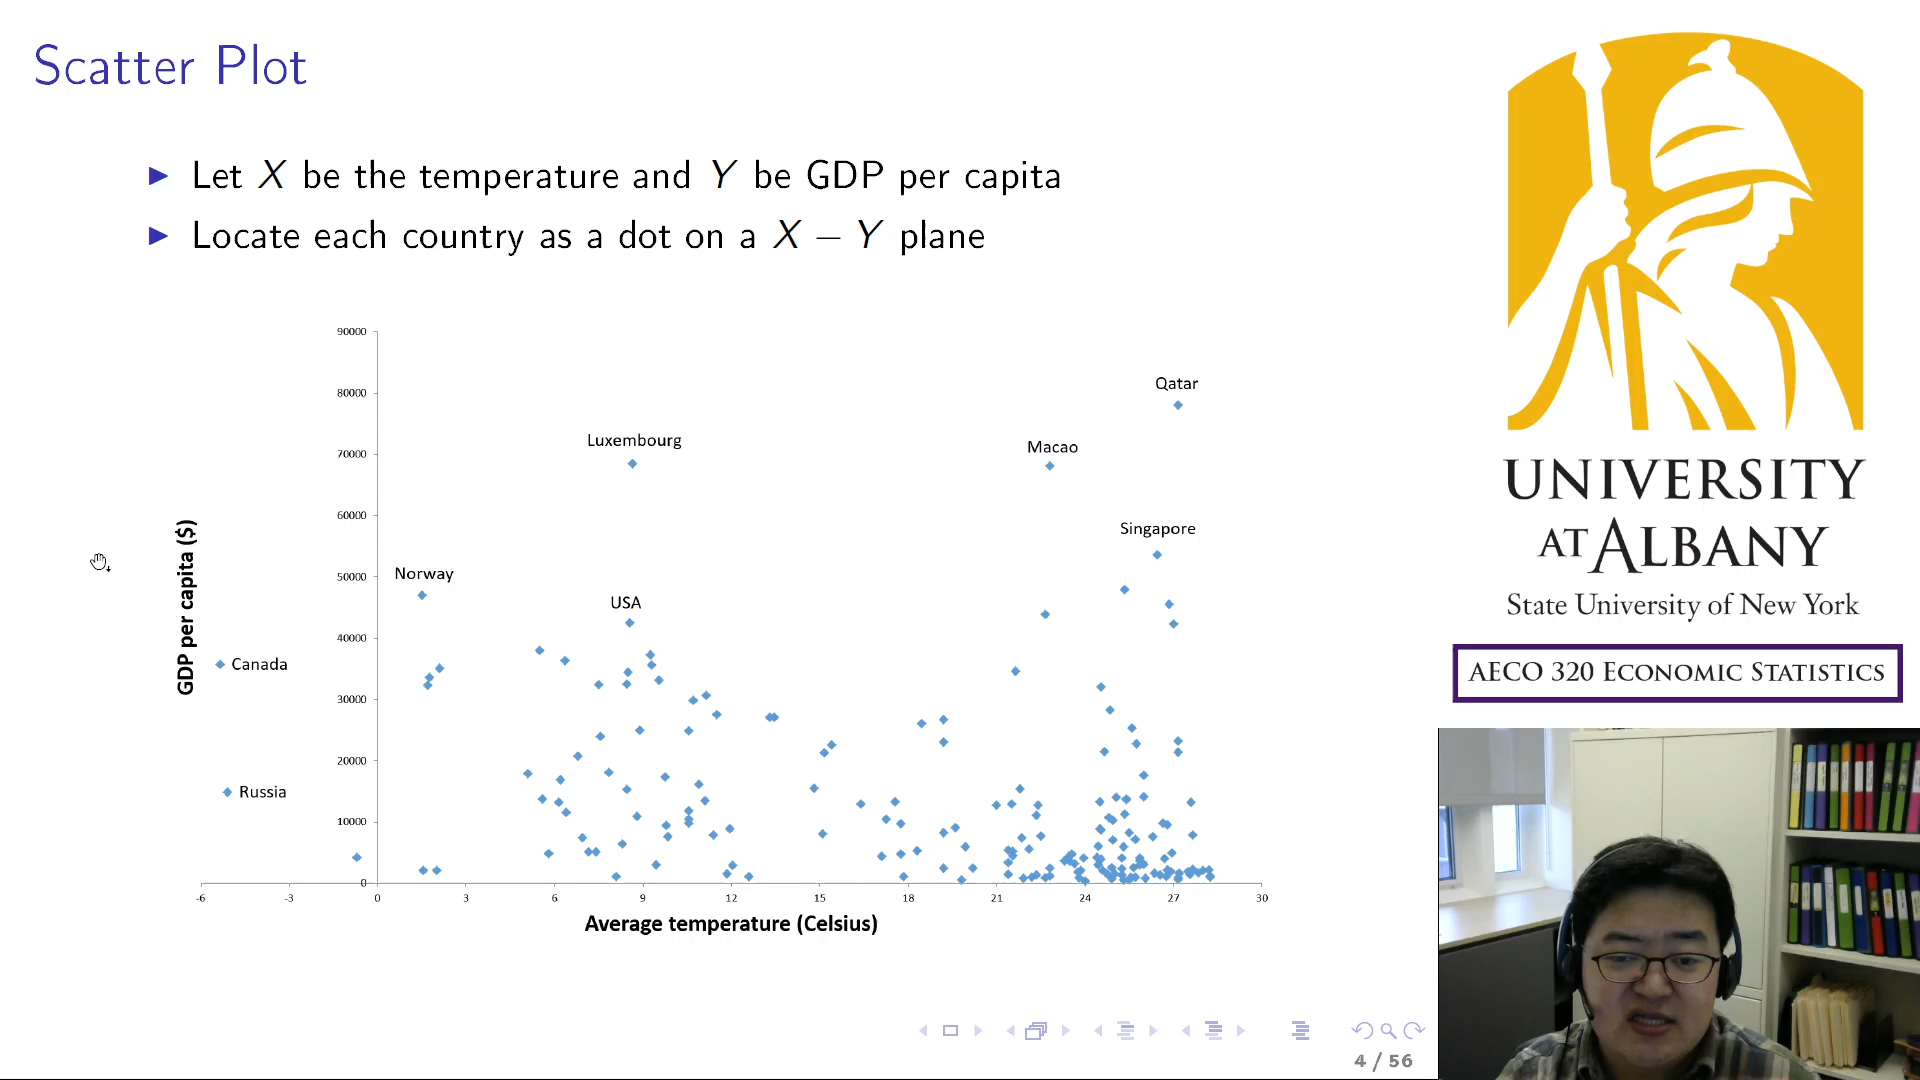 Scatter Plot
Let X be the temperature and Y be GDP per capita
Locate each country as a dot on a X − Y plane
90000
80000
70000
60000
50000
40000
30000
20000
10000
0
GDP per capita ($)
Qatar
Luxembourg
Macao
Singapore
Norway
USA
Canada
Russia
-6 -3 0 3 6 9 12 15 18 21 24 27 30
Average temperature (Celsius)
4 / 56
UNIVERSITY
AT ALBANY
State University of New York
AECO 320 ECONOMIC STATISTICS